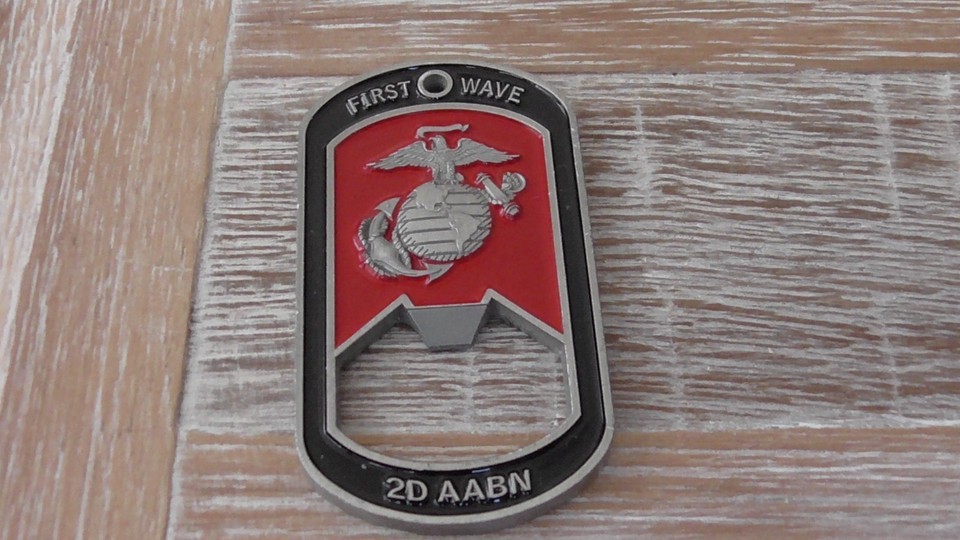 FIRST WAVE
2D AABN